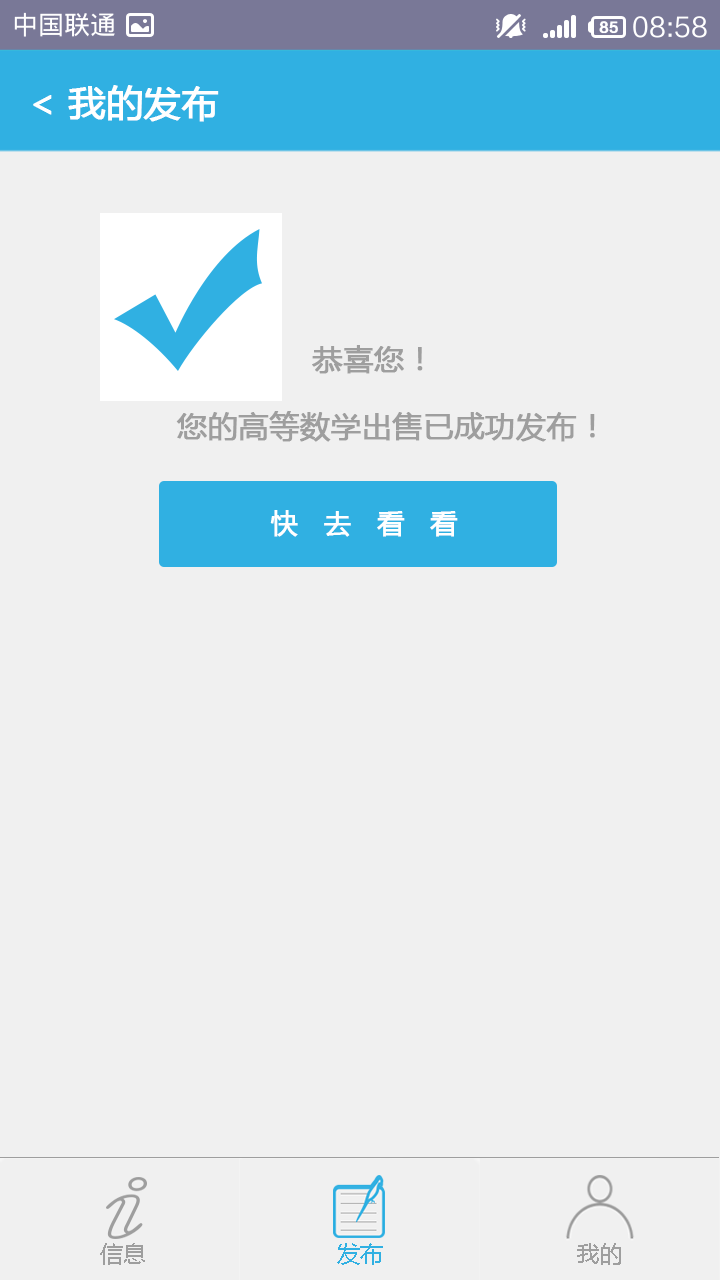 中国联通 85 08:58
< 我的发布
恭喜您！
您的高等数学出售已成功发布！
快去看看
信息 发布 我的